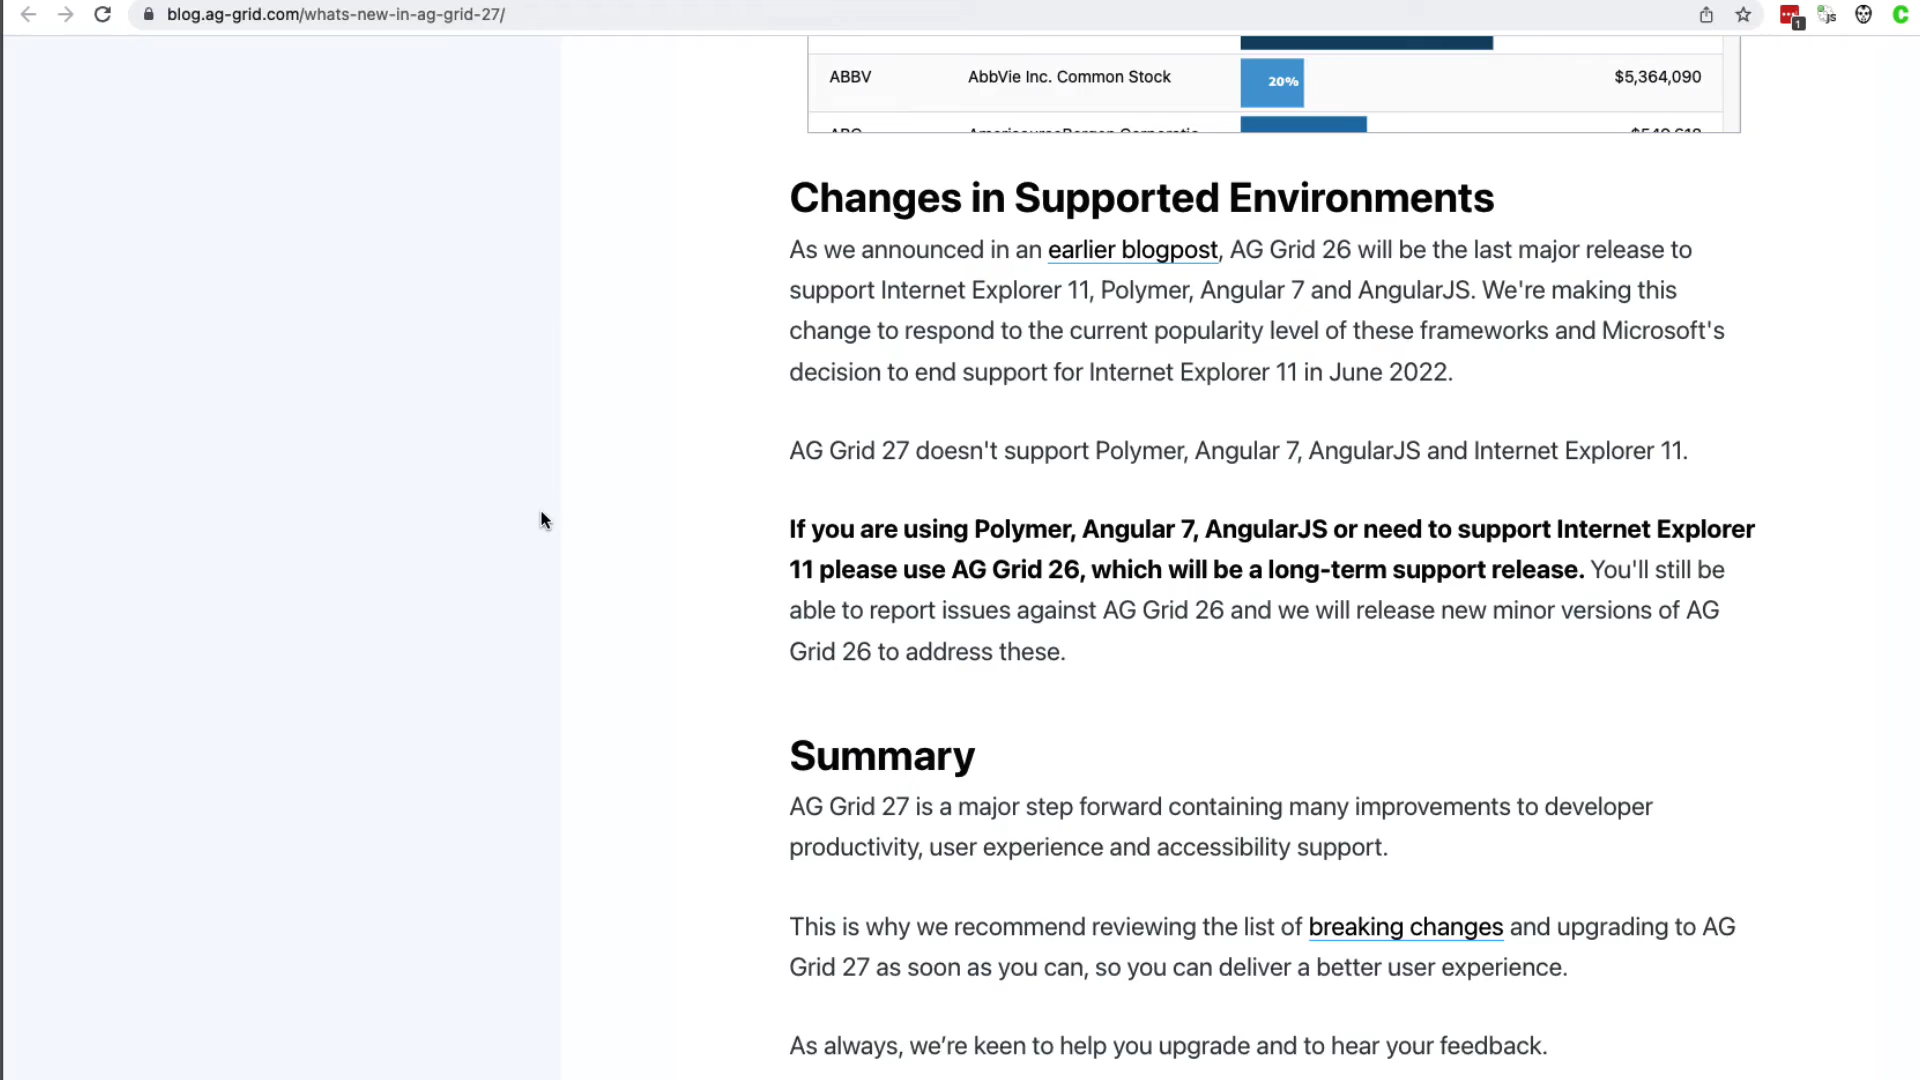 blog.ag-grid.com/whats-new-in-ag-grid-27/
ABBV AbbVie Inc. Common Stock 20% $5,364,090
Changes in Supported Environments
As we announced in an earlier blogpost, AG Grid 26 will be the last major release to
support Internet Explorer 11, Polymer, Angular 7 and AngularJS. We're making this
change to respond to the current popularity level of these frameworks and Microsoft's
decision to end support for Internet Explorer 11 in June 2022.
AG Grid 27 doesn't support Polymer, Angular 7, AngularJS and Internet Explorer 11.
If you are using Polymer, Angular 7, AngularJS or need to support Internet Explorer
11 please use AG Grid 26, which will be a long-term support release. You'll still be
able to report issues against AG Grid 26 and we will release new minor versions of AG
Grid 26 to address these.
Summary
AG Grid 27 is a major step forward containing many improvements to developer
productivity, user experience and accessibility support.
This is why we recommend reviewing the list of breaking changes and upgrading to AG
Grid 27 as soon as you can, so you can deliver a better user experience.
As always, we’re keen to help you upgrade and to hear your feedback.